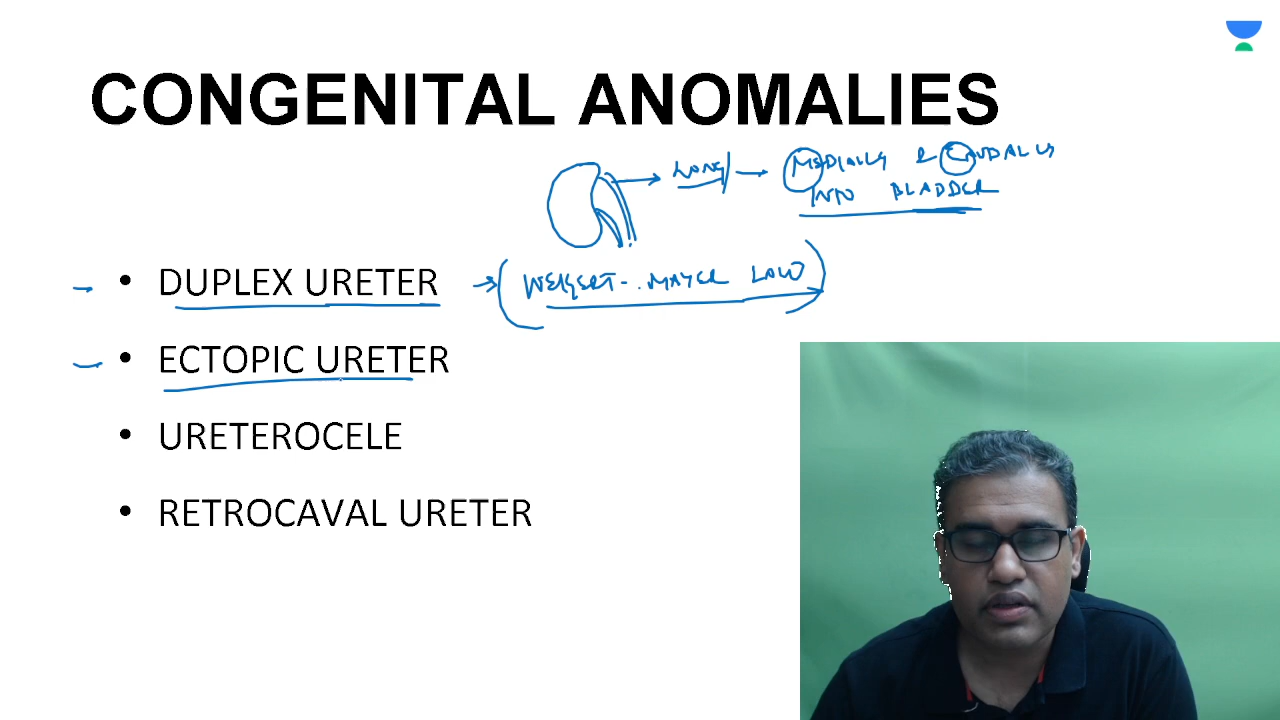 CONGENITAL ANOMALIES
LONG → MEDIALLY & CAUDALLY
INTO BLADDER
• DUPLEX URETER → (WEIGERT-MAYER LAW)
• ECTOPIC URETER
• URETEROCELE
• RETROCAVAL URETER